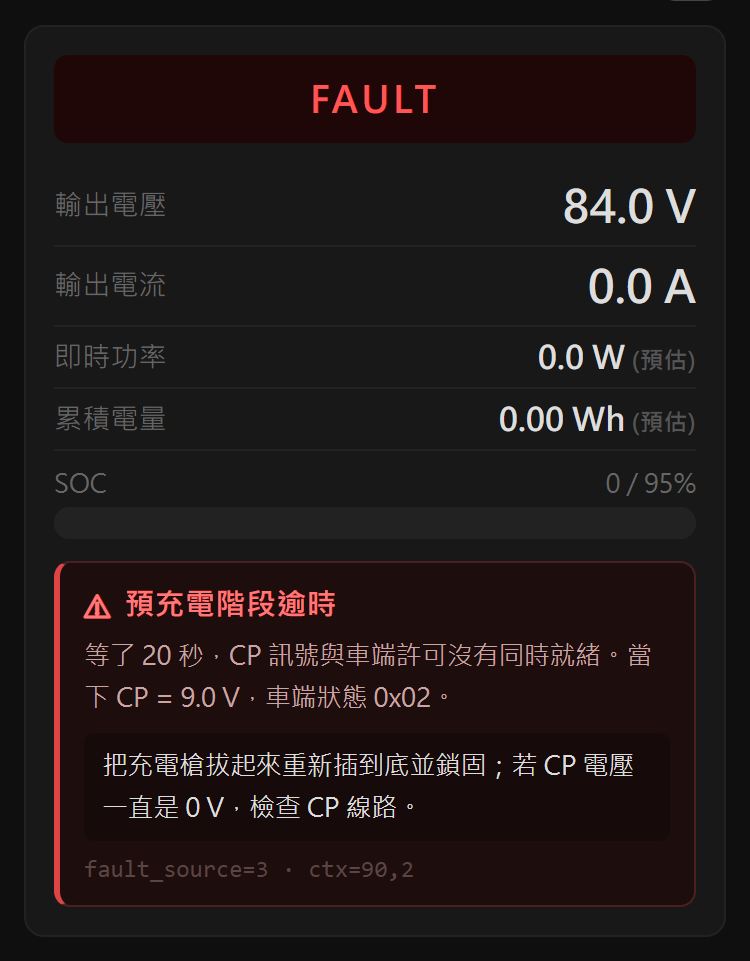 FAULT
輸出電壓 84.0 V
輸出電流 0.0 A
即時功率 0.0 W (預估)
累積電量 0.00 Wh (預估)
SOC 0 / 95%
⚠ 預充電階段逾時
等了 20 秒，CP 訊號與車端許可沒有同時就緒。當
下 CP = 9.0 V，車端狀態 0x02。
把充電槍拔起來重新插到底並鎖固；若 CP 電壓
一直是 0 V，檢查 CP 線路。
fault_source=3 · ctx=90,2